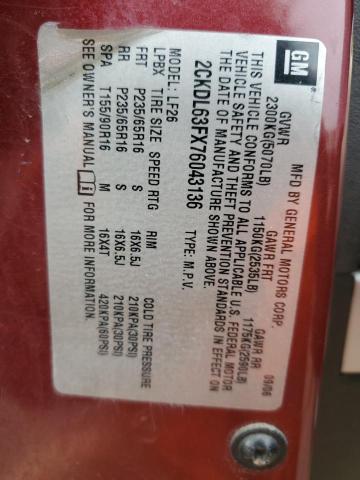 GM
MFD BY GENERAL MOTORS CORP. 09/06
GVWR GAWR FRT GAWR RR
2300KG(5070LB) 1150KG(2535LB) 1175KG(2590LB)
THIS VEHICLE CONFORMS TO ALL APPLICABLE U.S. FEDERAL MOTOR
VEHICLE SAFETY AND THEFT PREVENTION STANDARDS IN EFFECT ON
THE DATE OF MANUFACTURE SHOWN ABOVE.
2CKDL63FX76043136 TYPE: M.P.V.
MODEL: LF26
LPBX TIRE SIZE SPEED RTG RIM COLD TIRE PRESSURE
FRT P235/65R16 S 16X6.5J 210KPA(30PSI)
RR P235/65R16 S 16X6.5J 210KPA(30PSI)
SPA T155/90R16 M 16X4T 420KPA(60PSI)
SEE OWNER'S MANUAL i